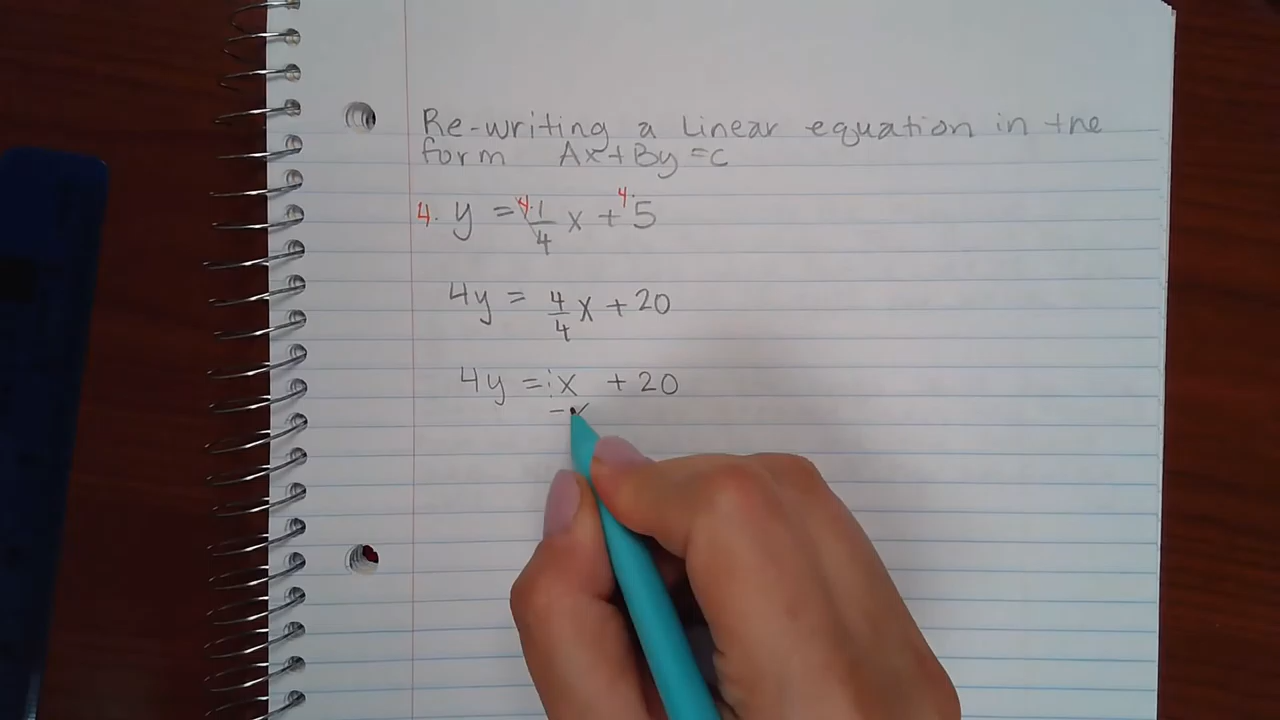 Re-writing a linear equation in the
form Ax+By=c
4. y = 4. 1/4 x + 4. 5
4y = 4/4 x + 20
4y = 1x + 20
-x